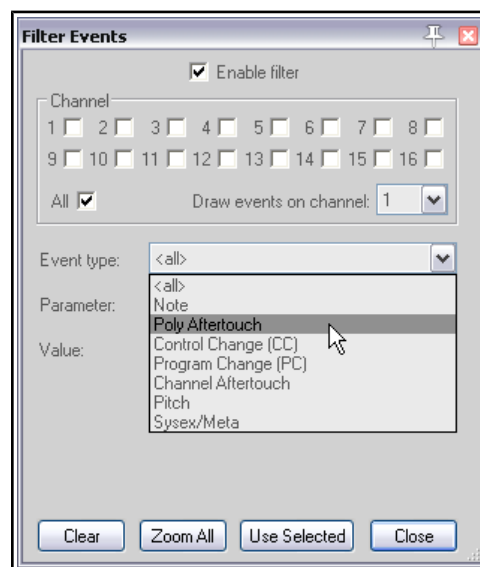 Filter Events
Enable filter
Channel
1 2 3 4 5 6 7 8
9 10 11 12 13 14 15 16
All Draw events on channel: 1
Event type: <all>
<all>
Parameter: Note
Poly Aftertouch
Value: Control Change (CC)
Program Change (PC)
Channel Aftertouch
Pitch
Sysex/Meta
Clear Zoom All Use Selected Close